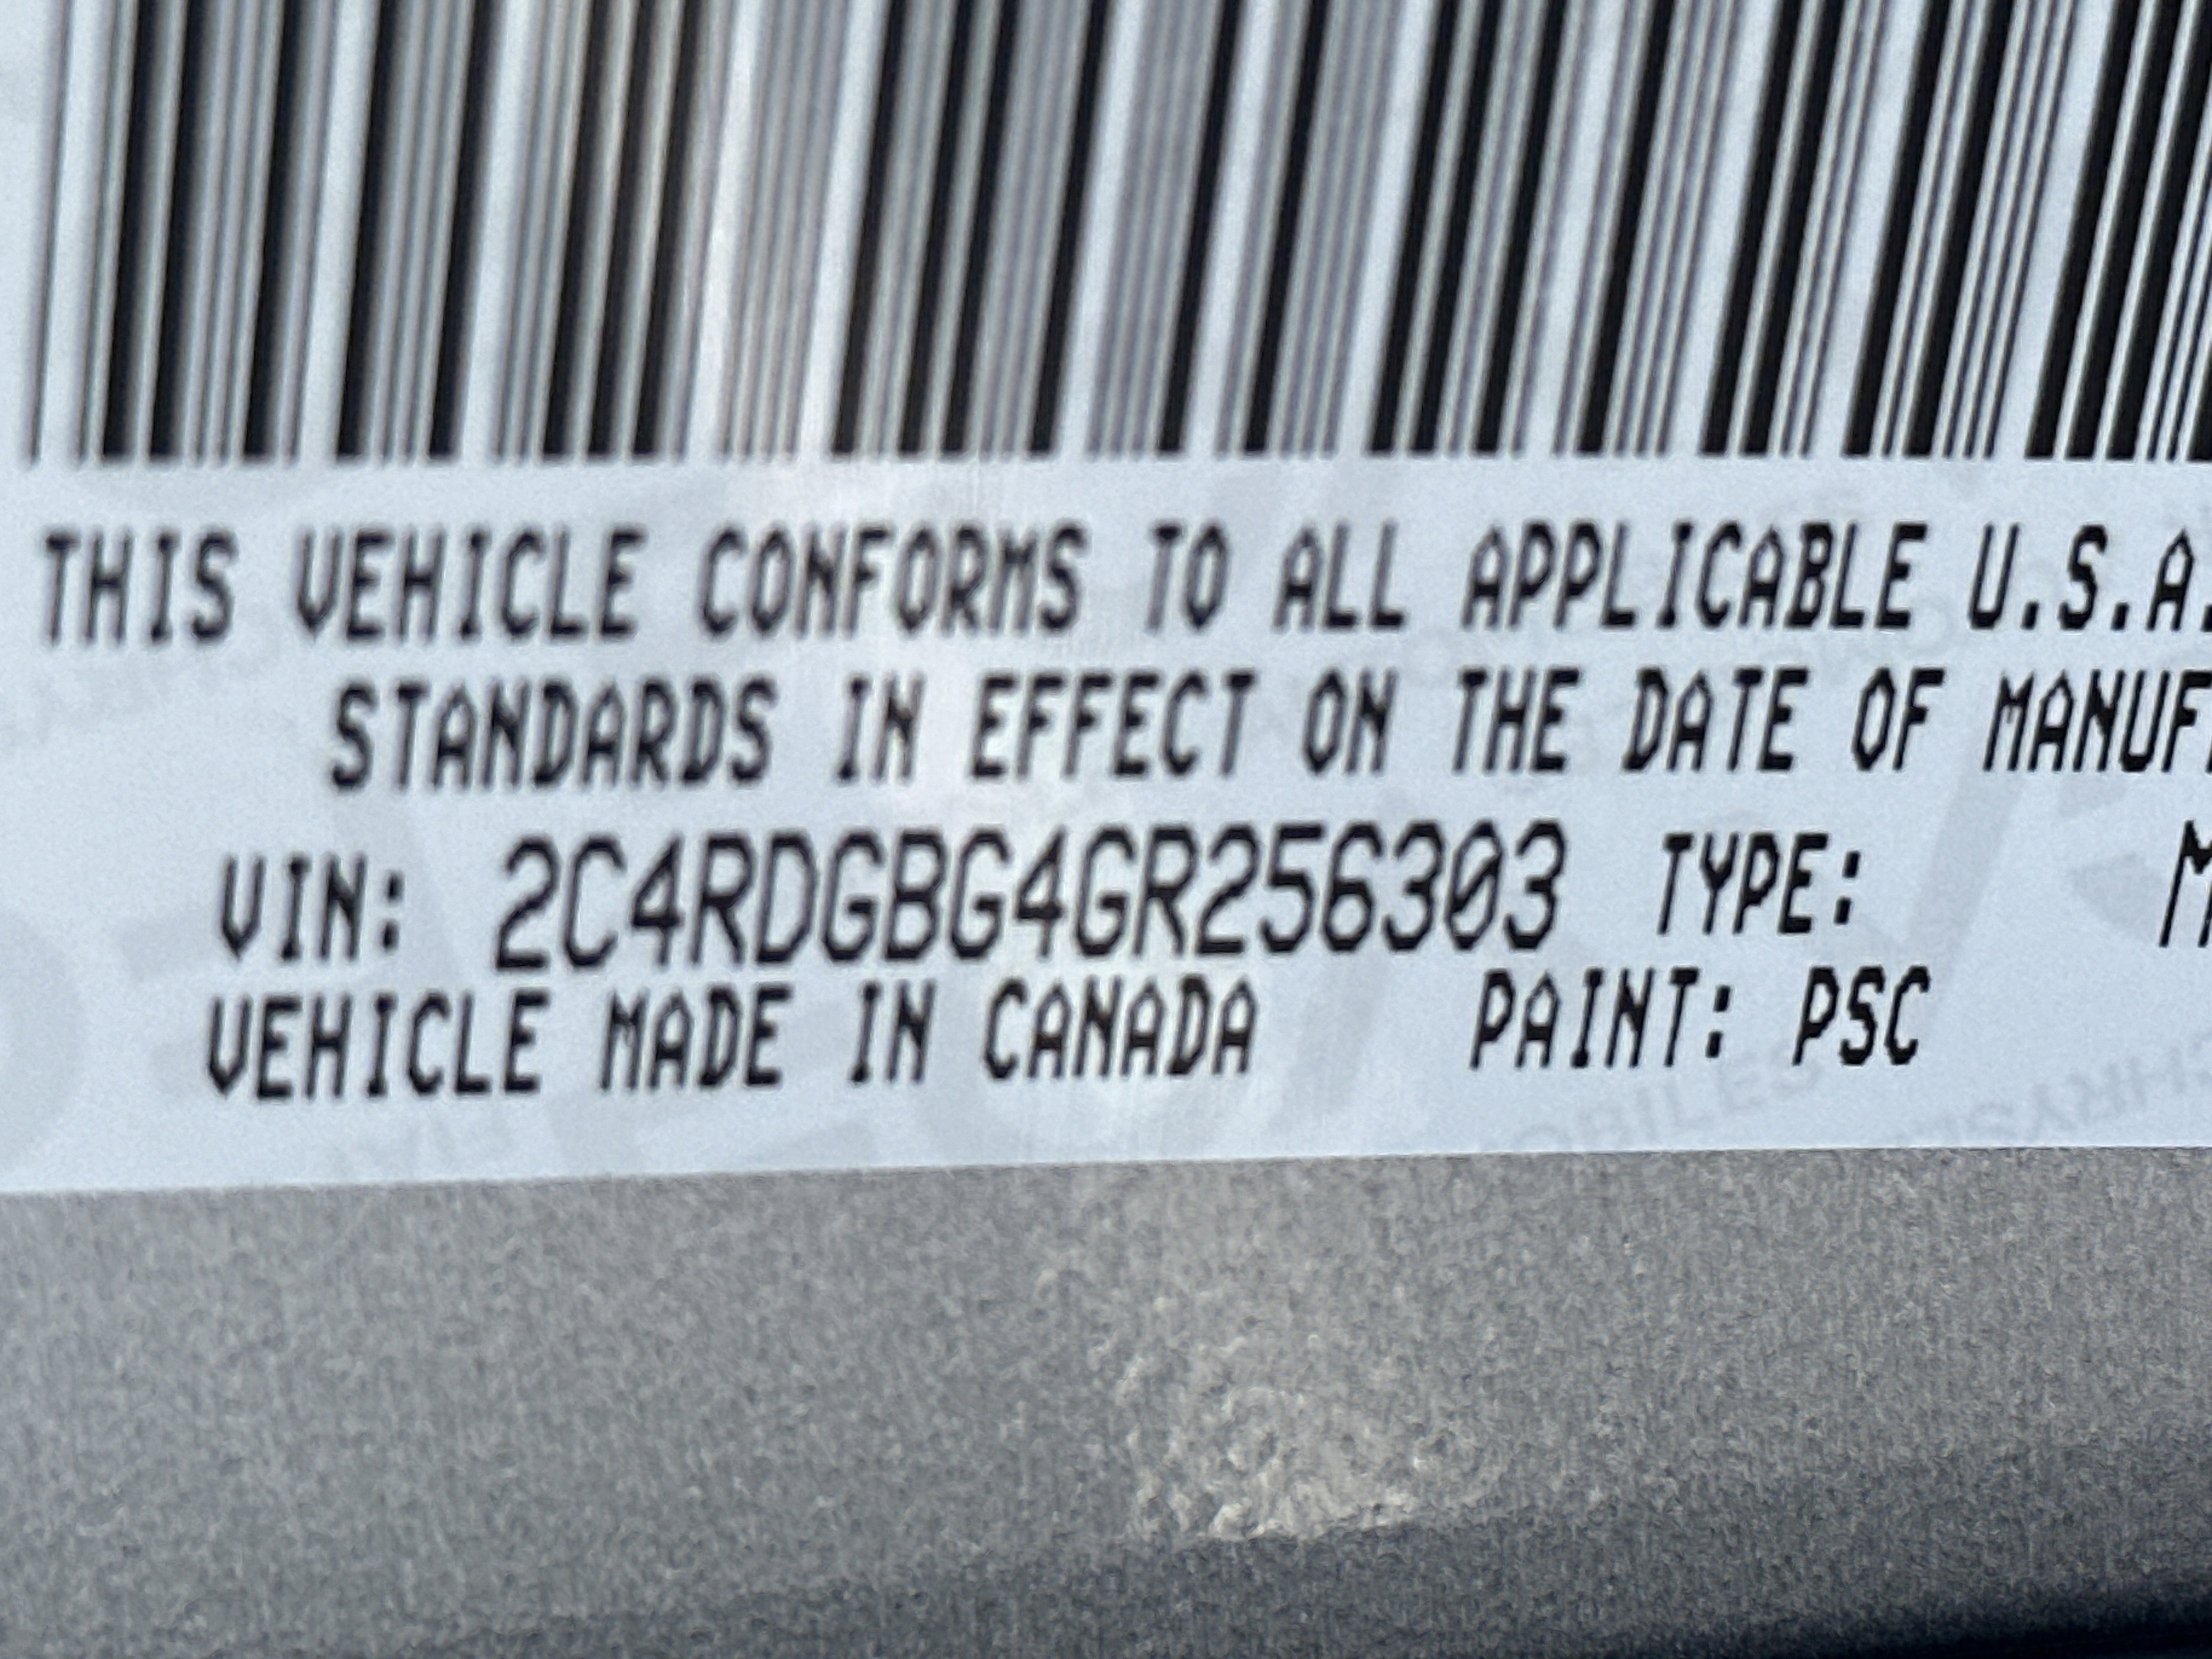 THIS VEHICLE CONFORMS TO ALL APPLICABLE U.S.A.
STANDARDS IN EFFECT ON THE DATE OF MANUF
VIN: 2C4RDGBG4GR256303 TYPE: M
VEHICLE MADE IN CANADA PAINT: PSC